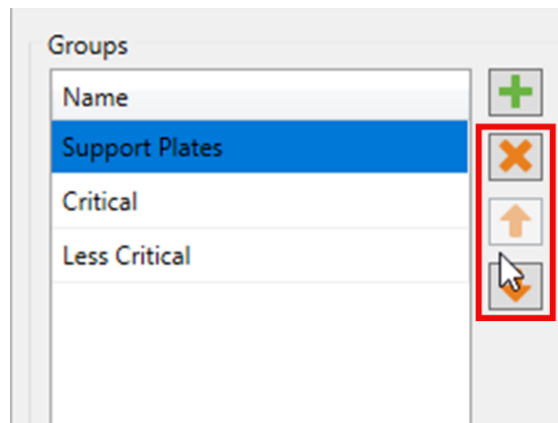 Groups
Name
Support Plates
Critical
Less Critical